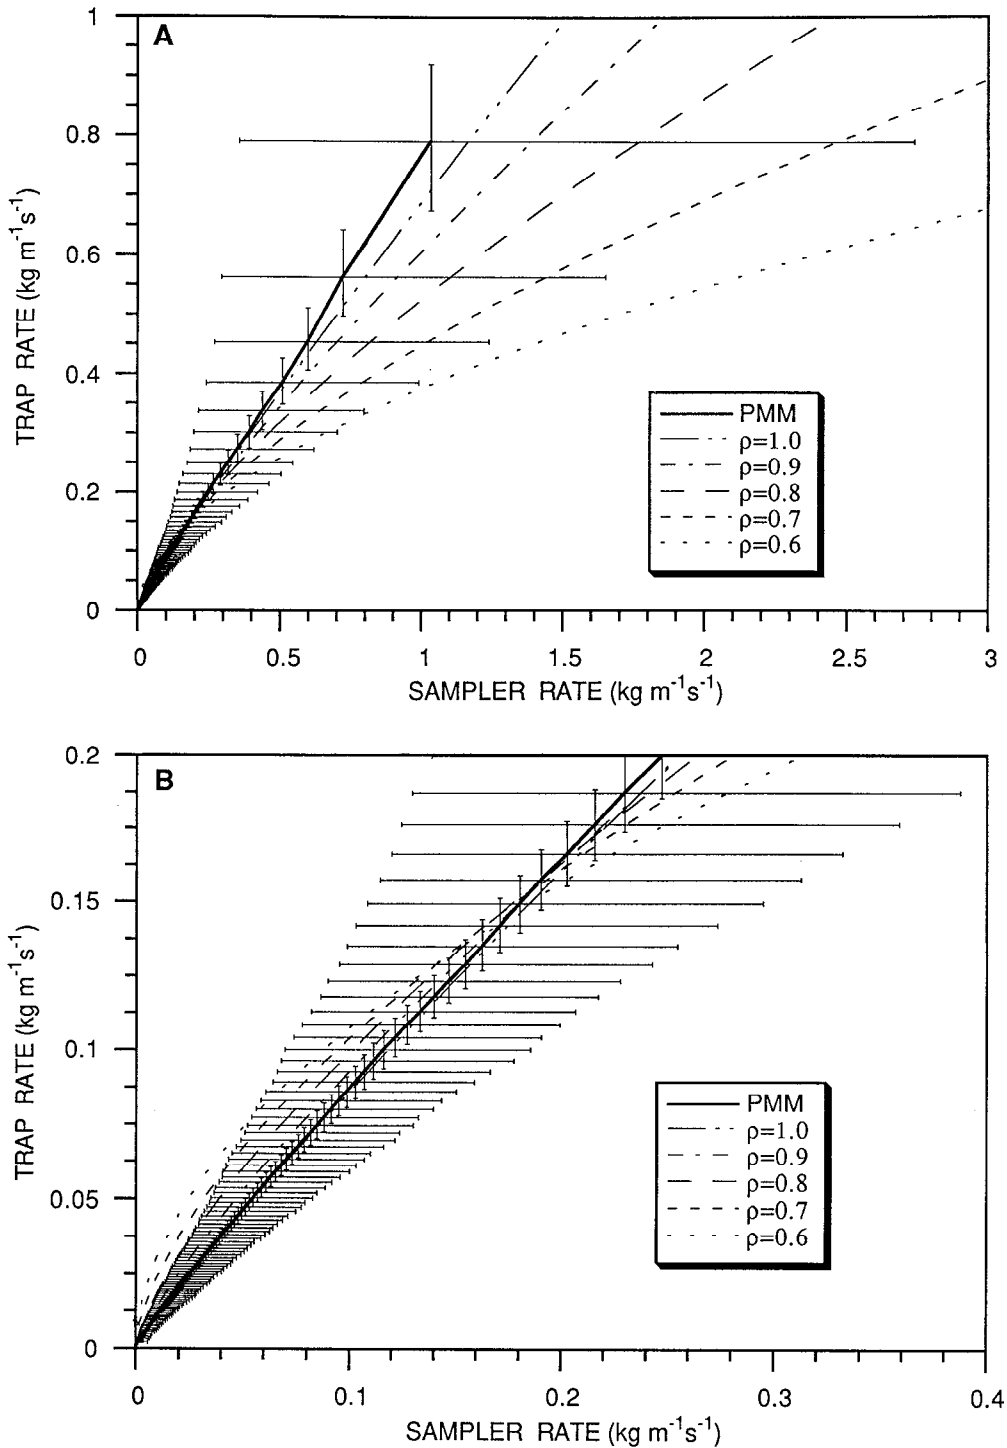 A
1
0.8
0.6
0.4
0.2
0
TRAP RATE (kg m⁻¹s⁻¹)
PMM
ρ=1.0
ρ=0.9
ρ=0.8
ρ=0.7
ρ=0.6
0 0.5 1 1.5 2 2.5 3
SAMPLER RATE (kg m⁻¹s⁻¹)
B
0.2
0.15
0.1
0.05
0
TRAP RATE (kg m⁻¹s⁻¹)
PMM
ρ=1.0
ρ=0.9
ρ=0.8
ρ=0.7
ρ=0.6
0 0.1 0.2 0.3 0.4
SAMPLER RATE (kg m⁻¹s⁻¹)